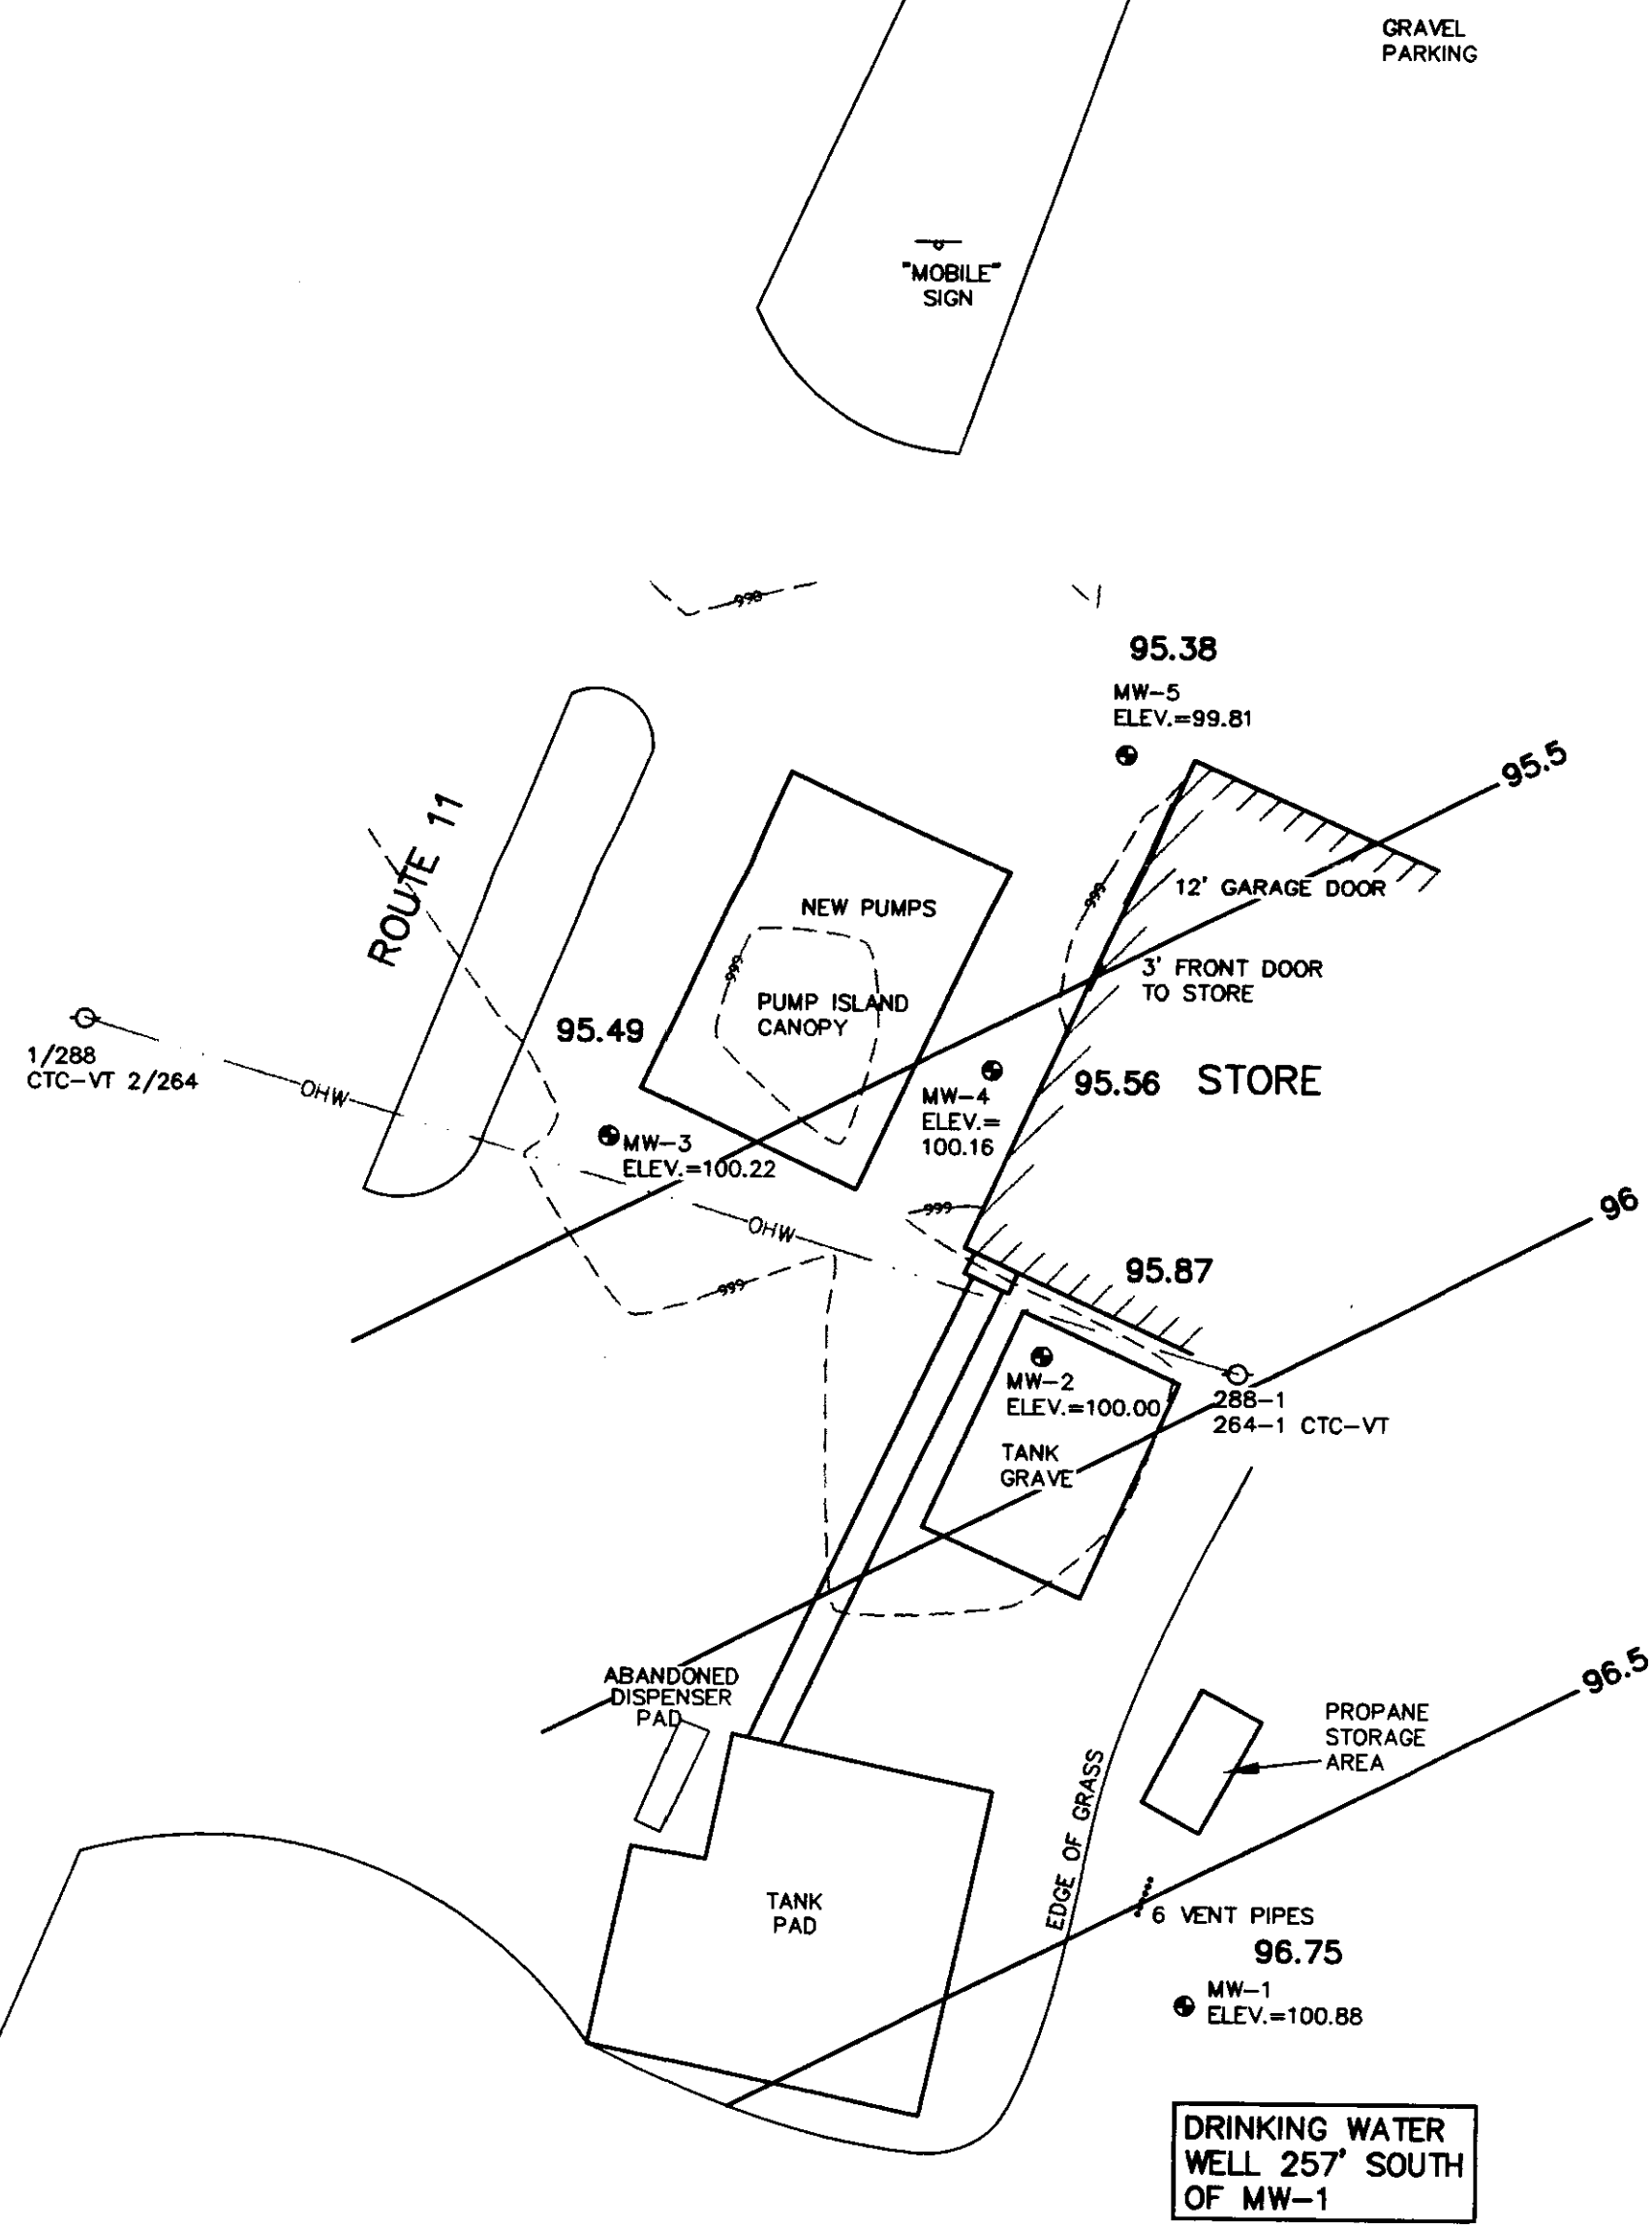 GRAVEL
PARKING
"MOBILE"
SIGN
990
95.38
MW-5
ELEV.=99.81
95.5
ROUTE 11
999
12' GARAGE DOOR
NEW PUMPS
999
3' FRONT DOOR
TO STORE
PUMP ISLAND
CANOPY
95.49
1/288
CTC-VT 2/264
OHW
95.56 STORE
MW-4
ELEV.=
100.16
MW-3
ELEV.=100.22
96
999
OHW
95.87
999
MW-2
ELEV.=100.00
288-1
264-1 CTC-VT
TANK
GRAVE
96.5
ABANDONED
DISPENSER
PAD
PROPANE
STORAGE
AREA
EDGE OF GRASS
TANK
PAD
6 VENT PIPES
96.75
MW-1
ELEV.=100.88
DRINKING WATER
WELL 257' SOUTH
OF MW-1